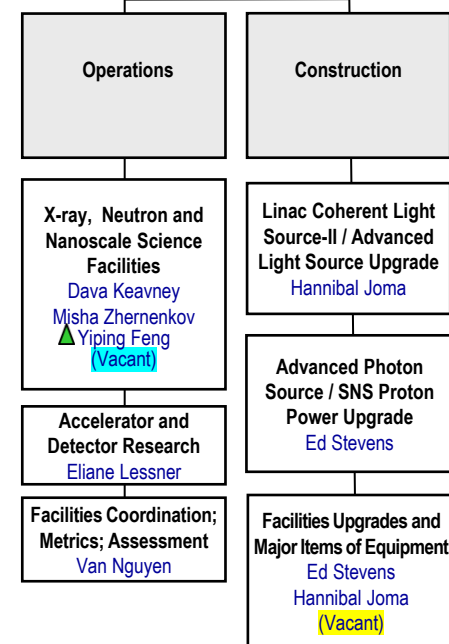 Operations
X-ray, Neutron and
Nanoscale Science
Facilities
Dava Keavney
Misha Zhernenkov
Yiping Feng
(Vacant)
Accelerator and
Detector Research
Eliane Lessner
Facilities Coordination;
Metrics; Assessment
Van Nguyen
Construction
Linac Coherent Light
Source-II / Advanced
Light Source Upgrade
Hannibal Joma
Advanced Photon
Source / SNS Proton
Power Upgrade
Ed Stevens
Facilities Upgrades and
Major Items of Equipment
Ed Stevens
Hannibal Joma
(Vacant)